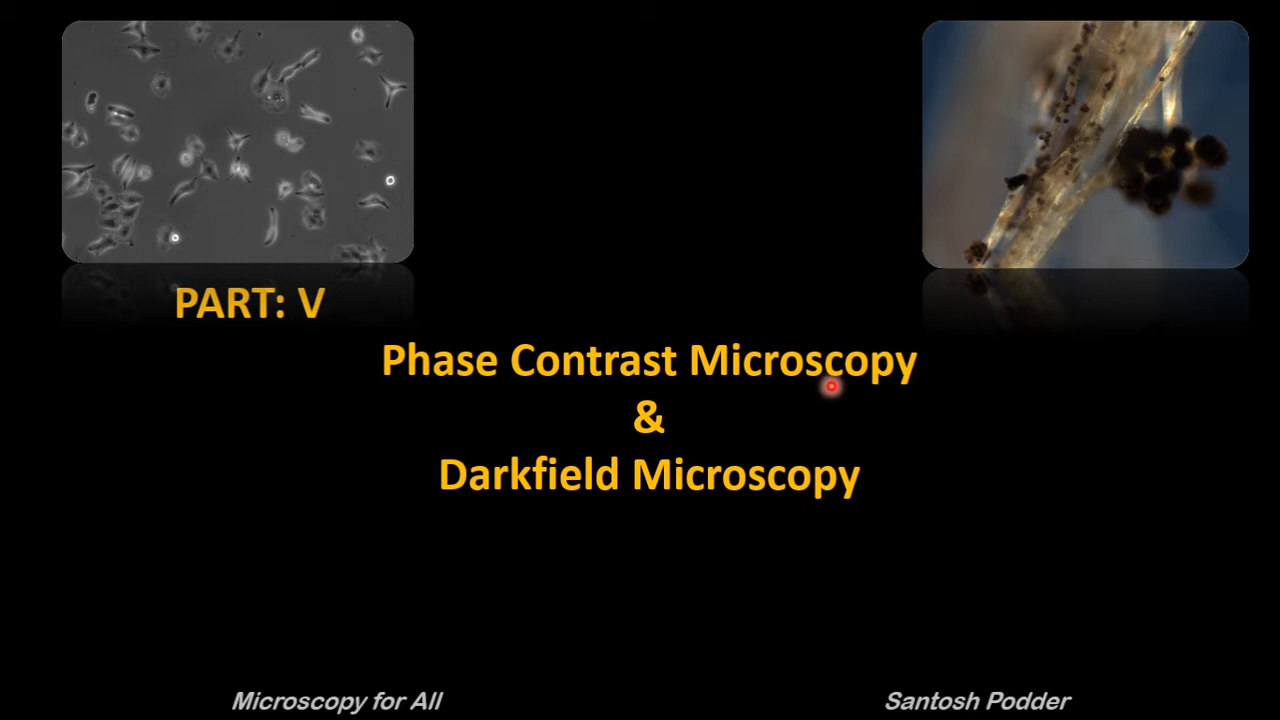 PART: V
Phase Contrast Microscopy
&
Darkfield Microscopy
Microscopy for All
Santosh Podder